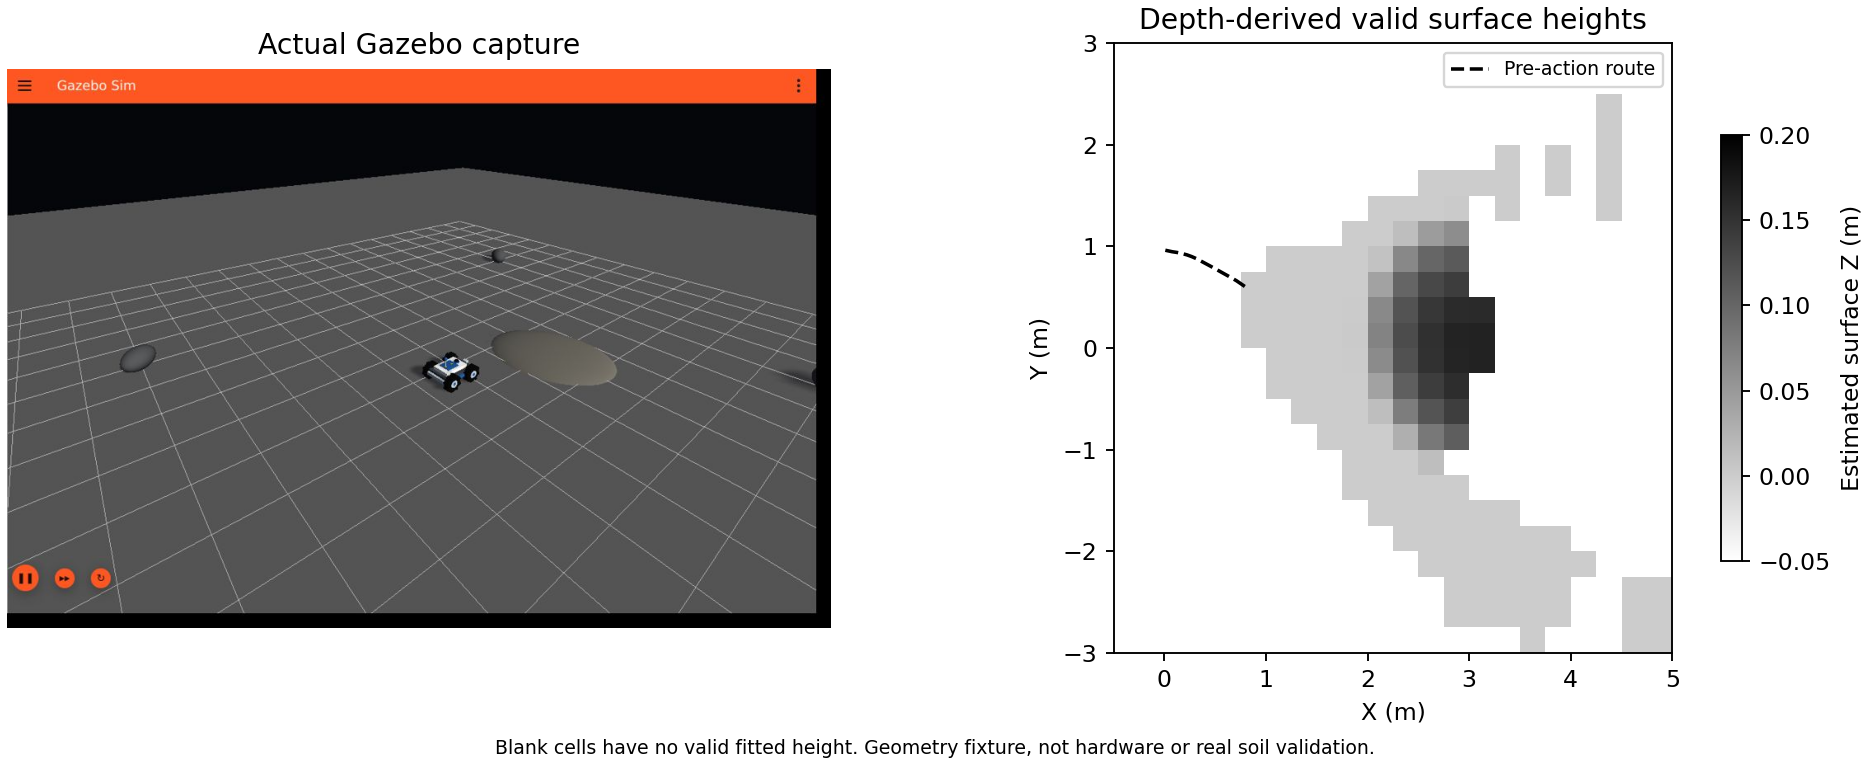 Actual Gazebo capture
Gazebo Sim
Depth-derived valid surface heights
Pre-action route
3
2
1
0
−1
−2
−3
Y (m)
0 1 2 3 4 5
X (m)
0.20
0.15
0.10
0.05
0.00
−0.05
Estimated surface Z (m)
Blank cells have no valid fitted height. Geometry fixture, not hardware or real soil validation.